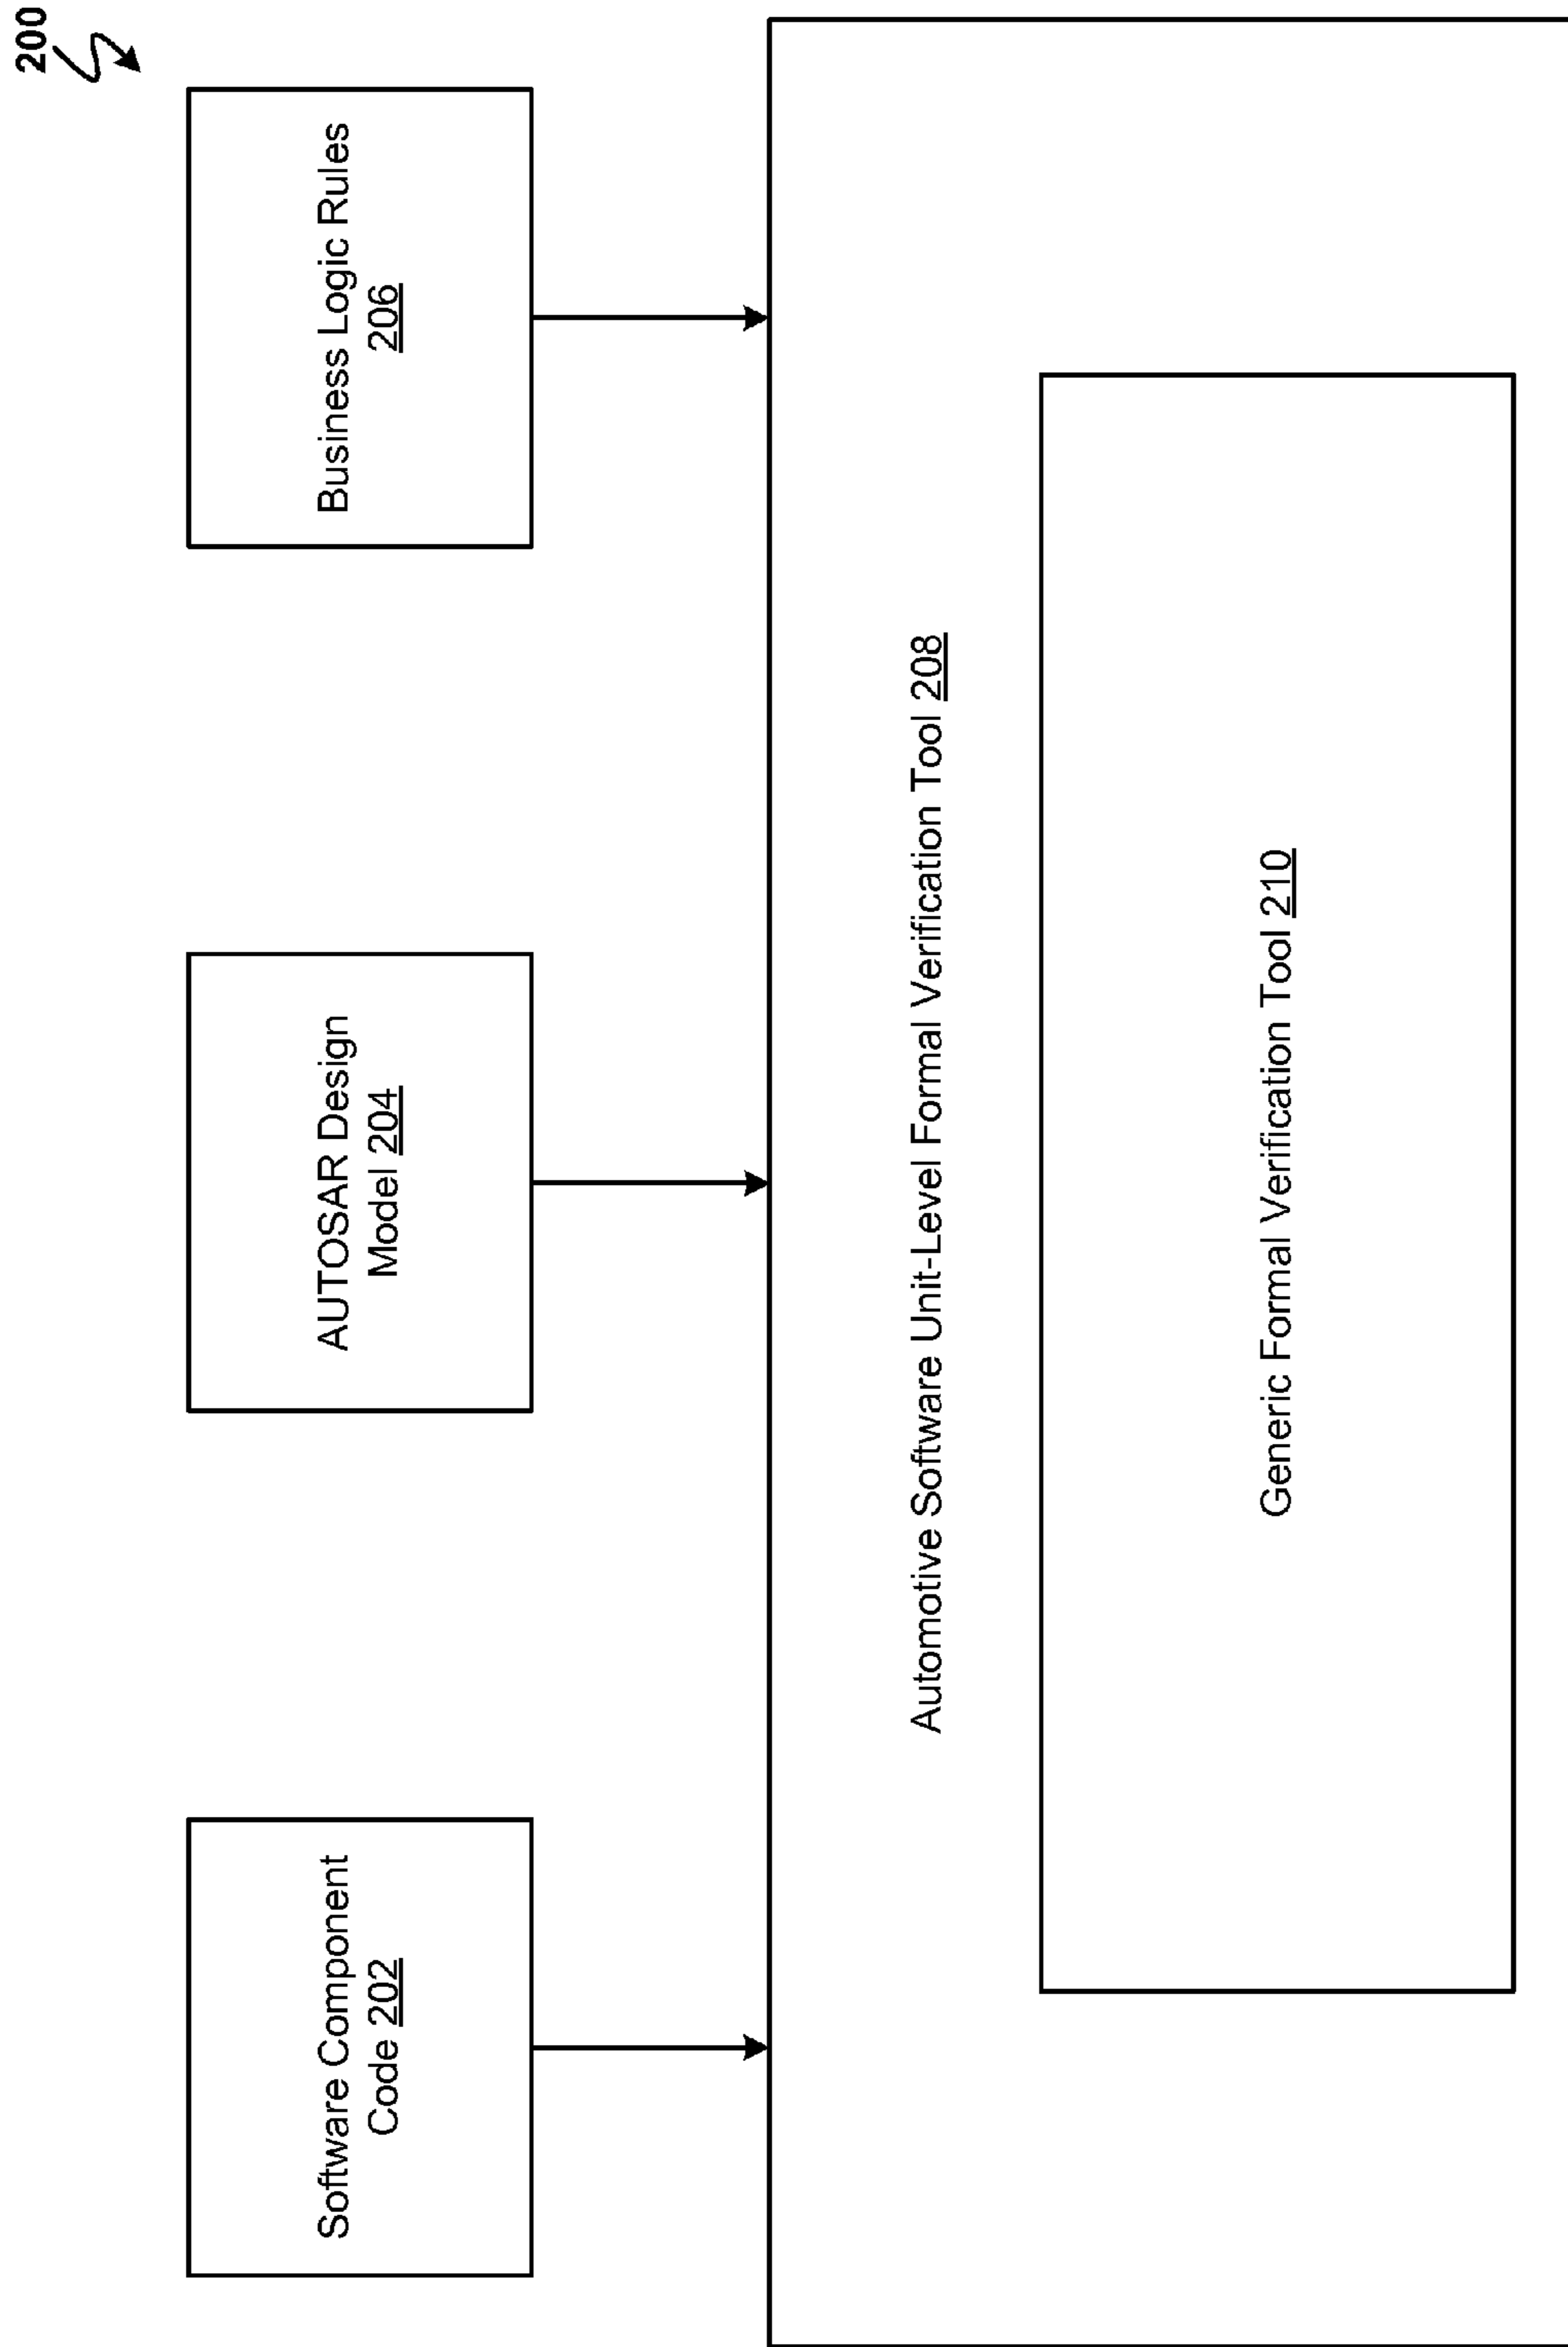 200
Software Component
Code 202
AUTOSAR Design
Model 204
Business Logic Rules
206
Automotive Software Unit-Level Formal Verification Tool 208
Generic Formal Verification Tool 210